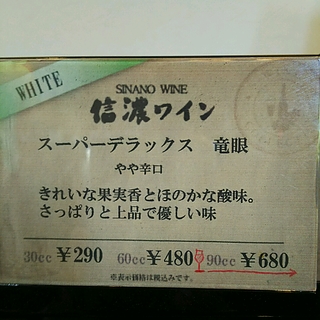 WHITE
SINANO WINE
信濃ワイン
スーパーデラックス 竜眼
やや辛口
きれいな果実香とほのかな酸味。
さっぱりと上品で優しい味
30cc ¥290 60cc ¥480 90cc ¥680
※表示価格は税込みです。